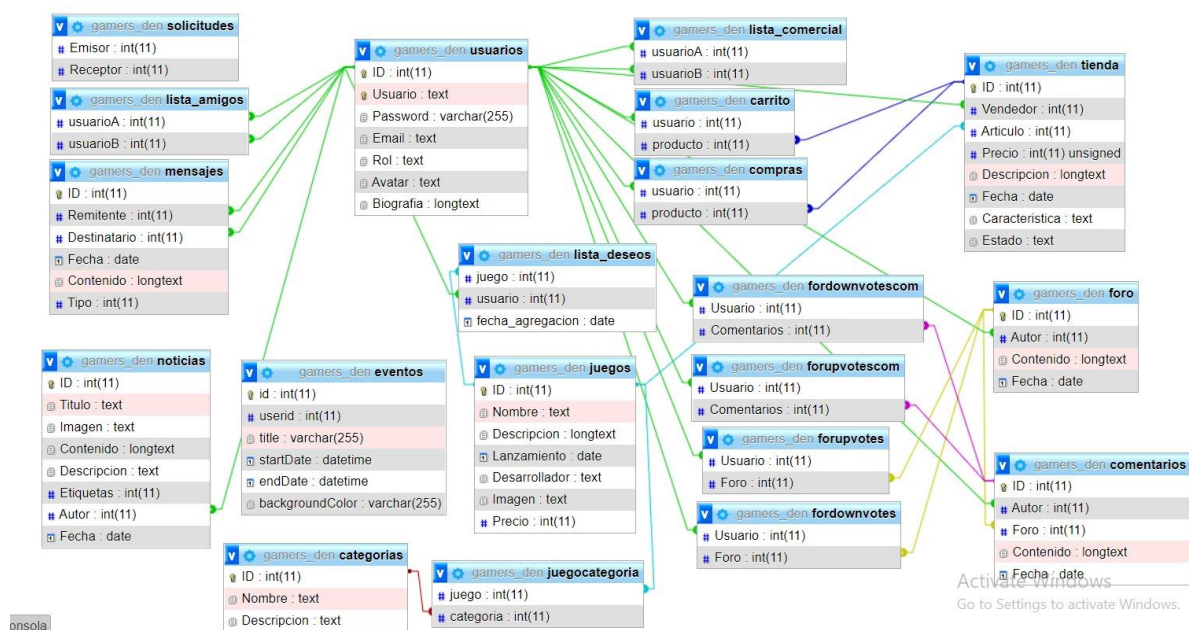 gamers_den solicitudes
# Emisor : int(11)
# Receptor : int(11)
gamers_den lista_amigos
# usuarioA : int(11)
# usuarioB : int(11)
gamers_den mensajes
ID : int(11)
# Remitente : int(11)
# Destinatario : int(11)
Fecha : date
Contenido : longtext
# Tipo : int(11)
gamers_den noticias
ID : int(11)
Titulo : text
Imagen : text
Contenido : longtext
Descripcion : text
# Etiquetas : int(11)
# Autor : int(11)
Fecha : date
gamers_den usuarios
ID : int(11)
Usuario : text
Password : varchar(255)
Email : text
Rol : text
Avatar : text
Biografia : longtext
gamers_den eventos
id : int(11)
# userid : int(11)
title : varchar(255)
startDate : datetime
endDate : datetime
backgroundColor : varchar(255)
gamers_den categorias
ID : int(11)
Nombre : text
Descripcion : text
gamers_den lista_deseos
# juego : int(11)
# usuario : int(11)
fecha_agregacion : date
gamers_den juegos
ID : int(11)
Nombre : text
Descripcion : longtext
Lanzamiento : date
Desarrollador : text
Imagen : text
# Precio : int(11)
gamers_den juegocategoria
# juego : int(11)
# categoria : int(11)
gamers_den lista_comercial
# usuarioA : int(11)
# usuarioB : int(11)
gamers_den carrito
# usuario : int(11)
# producto : int(11)
gamers_den compras
# usuario : int(11)
# producto : int(11)
gamers_den fordownvotescom
# Usuario : int(11)
# Comentarios : int(11)
gamers_den forupvotescom
# Usuario : int(11)
# Comentarios : int(11)
gamers_den forupvotes
# Usuario : int(11)
# Foro : int(11)
gamers_den fordownvotes
# Usuario : int(11)
# Foro : int(11)
gamers_den tienda
ID : int(11)
# Vendedor : int(11)
# Articulo : int(11)
# Precio : int(11) unsigned
Descripcion : longtext
Fecha : date
Caracteristica : text
Estado : text
gamers_den foro
ID : int(11)
# Autor : int(11)
Contenido : longtext
Fecha : date
gamers_den comentarios
ID : int(11)
# Autor : int(11)
# Foro : int(11)
Contenido : longtext
Fecha : date
Activate Windows
Go to Settings to activate Windows.
onsola